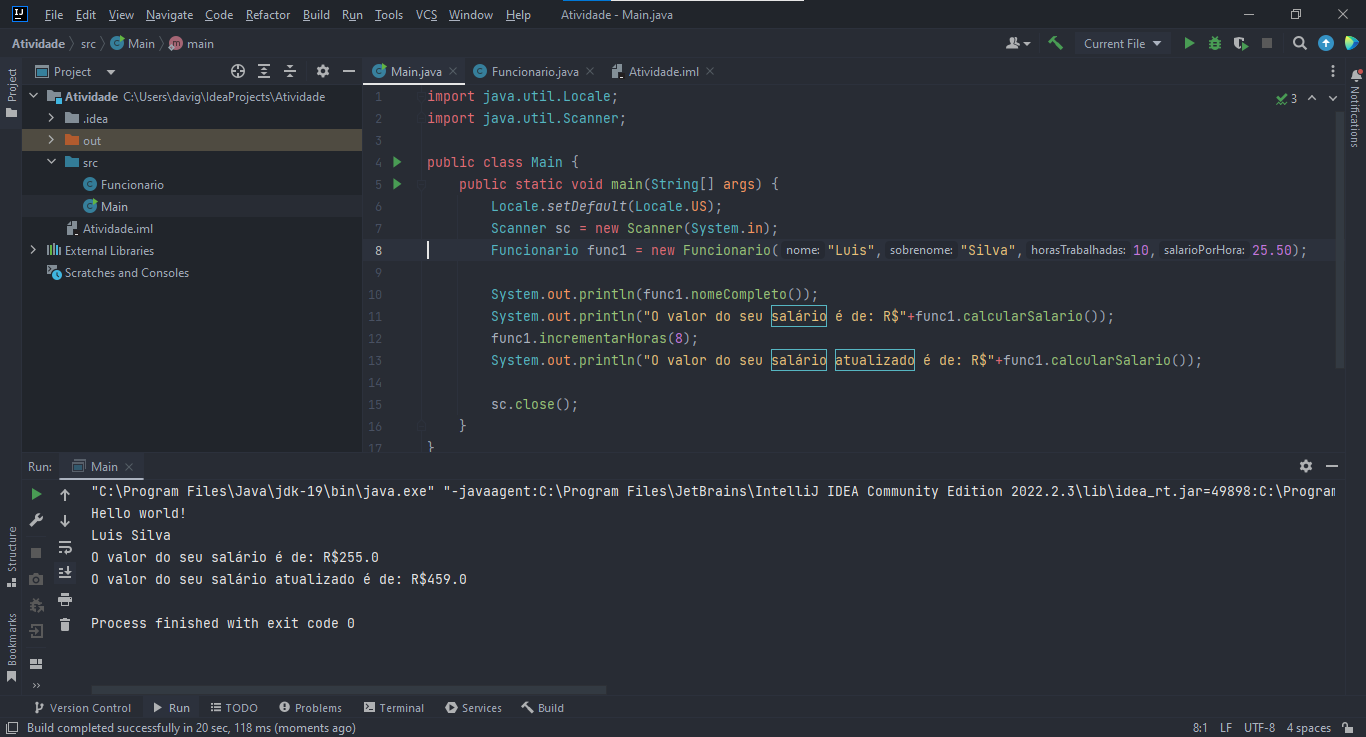 File Edit View Navigate Code Refactor Build Run Tools VCS Window Help Atividade - Main.java
Atividade src Main main Current File
Project Main.java Funcionario.java Atividade.iml
Project
Notifications
Atividade C:\Users\davig\IdeaProjects\Atividade
.idea
out
src
Funcionario
Main
Atividade.iml
External Libraries
Scratches and Consoles
3
1 import java.util.Locale;
2 import java.util.Scanner;
3
4 public class Main {
5 public static void main(String[] args) {
6 Locale.setDefault(Locale.US);
7 Scanner sc = new Scanner(System.in);
8 Funcionario func1 = new Funcionario( nome: "Luis", sobrenome: "Silva", horasTrabalhadas: 10, salarioPorHora: 25.50);
9
10 System.out.println(func1.nomeCompleto());
11 System.out.println("O valor do seu salário é de: R$"+func1.calcularSalario());
12 func1.incrementarHoras(8);
13 System.out.println("O valor do seu salário atualizado é de: R$"+func1.calcularSalario());
14
15 sc.close();
16 }
17 }
Run: Main
"C:\Program Files\Java\jdk-19\bin\java.exe" "-javaagent:C:\Program Files\JetBrains\IntelliJ IDEA Community Edition 2022.2.3\lib\idea_rt.jar=49898:C:\Program
Hello world!
Luis Silva
O valor do seu salário é de: R$255.0
O valor do seu salário atualizado é de: R$459.0
Process finished with exit code 0
Structure
Bookmarks
Version Control Run TODO Problems Terminal Services Build
Build completed successfully in 20 sec, 118 ms (moments ago) 8:1 LF UTF-8 4 spaces